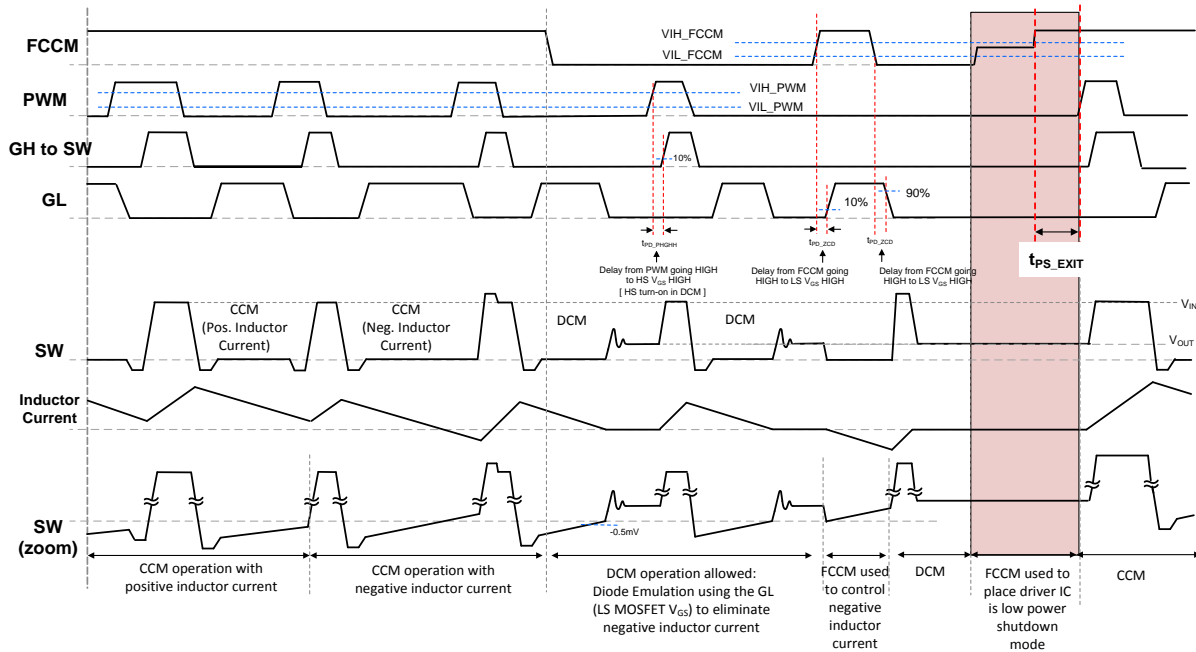 FCCM
VIH_FCCM
VIL_FCCM
PWM
VIH_PWM
VIL_PWM
GH to SW
10%
GL
10%
90%
tPD_PHGHH
tPD_ZCD
tPD_ZCD
tPS_EXIT
Delay from PWM going HIGH
to HS VGS HIGH
[ HS turn-on in DCM ]
Delay from FCCM going
HIGH to LS VGS HIGH
Delay from FCCM going
HIGH to LS VGS HIGH
SW
CCM
(Pos. Inductor
Current)
CCM
(Neg. Inductor
Current)
DCM
DCM
VIN
VOUT
Inductor
Current
SW
(zoom)
-0.5mV
CCM operation with
positive inductor current
CCM operation with
negative inductor current
DCM operation allowed:
Diode Emulation using the GL
(LS MOSFET VGS) to eliminate
negative inductor current
FCCM used
to control
negative
inductor
current
DCM
FCCM used to
place driver IC
is low power
shutdown
mode
CCM